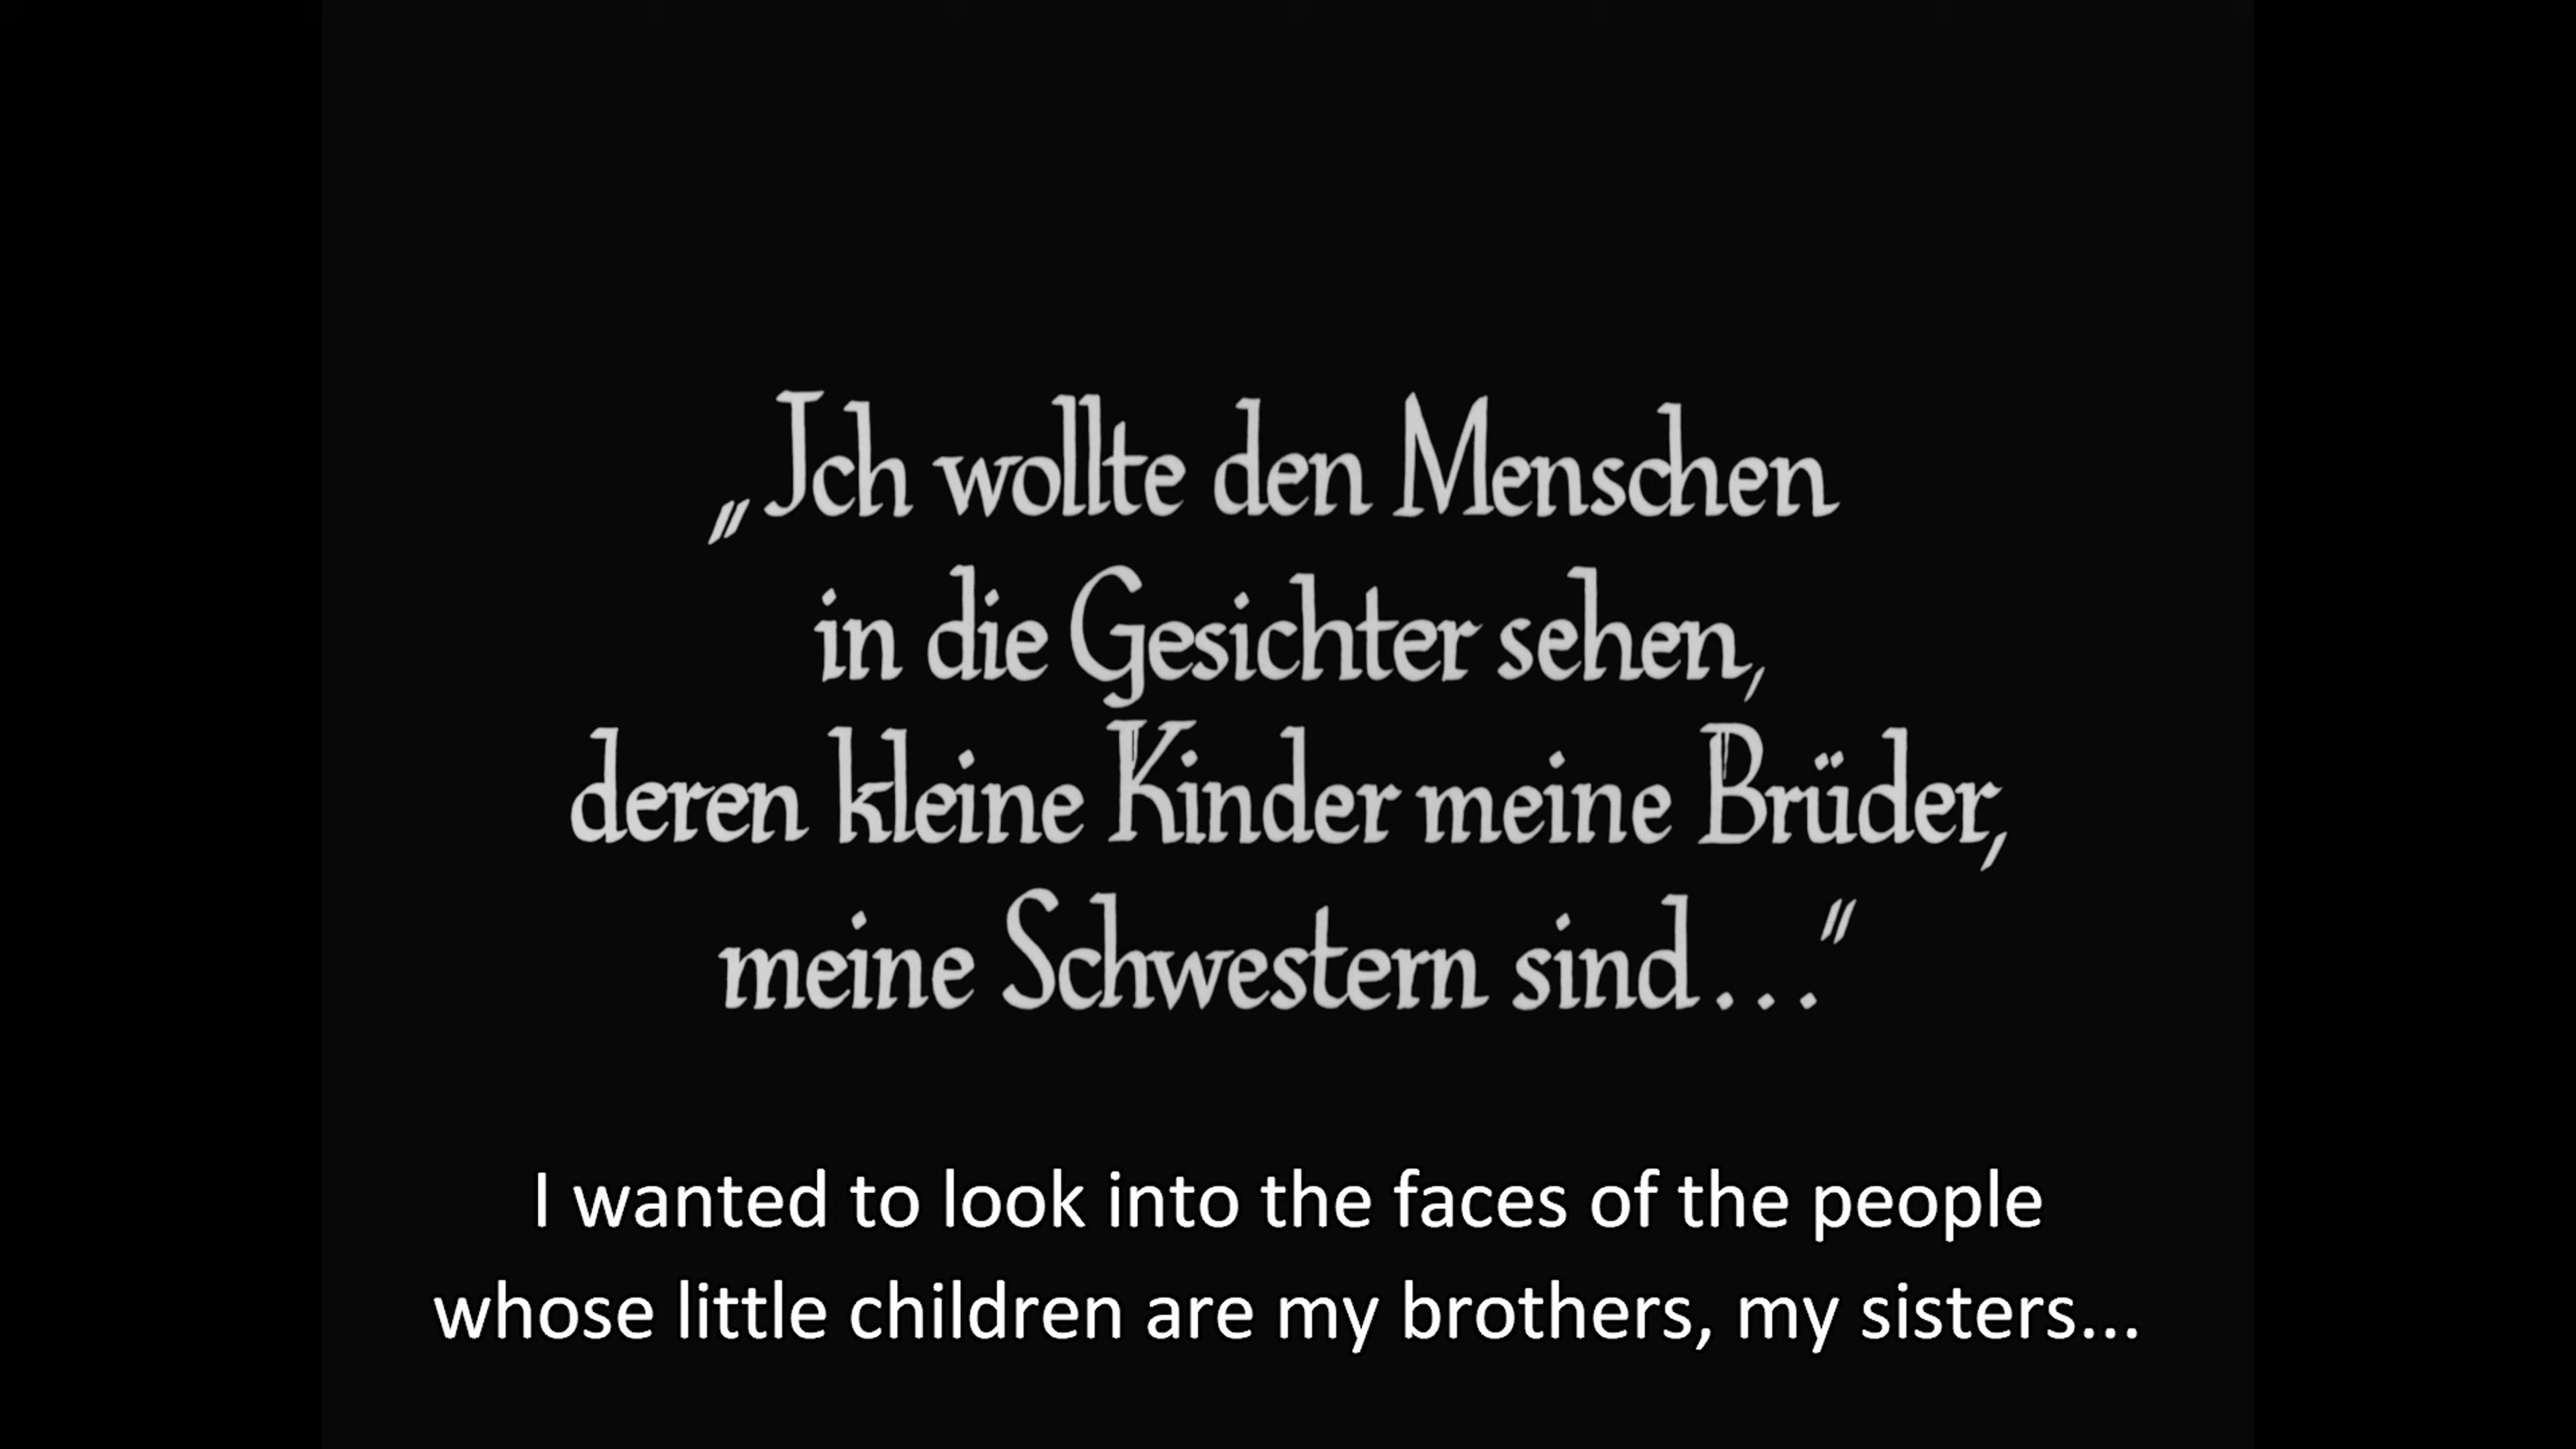 „Ich wollte den Menschen
in die Gesichter sehen,
deren kleine Kinder meine Brüder,
meine Schwestern sind...“
I wanted to look into the faces of the people
whose little children are my brothers, my sisters...